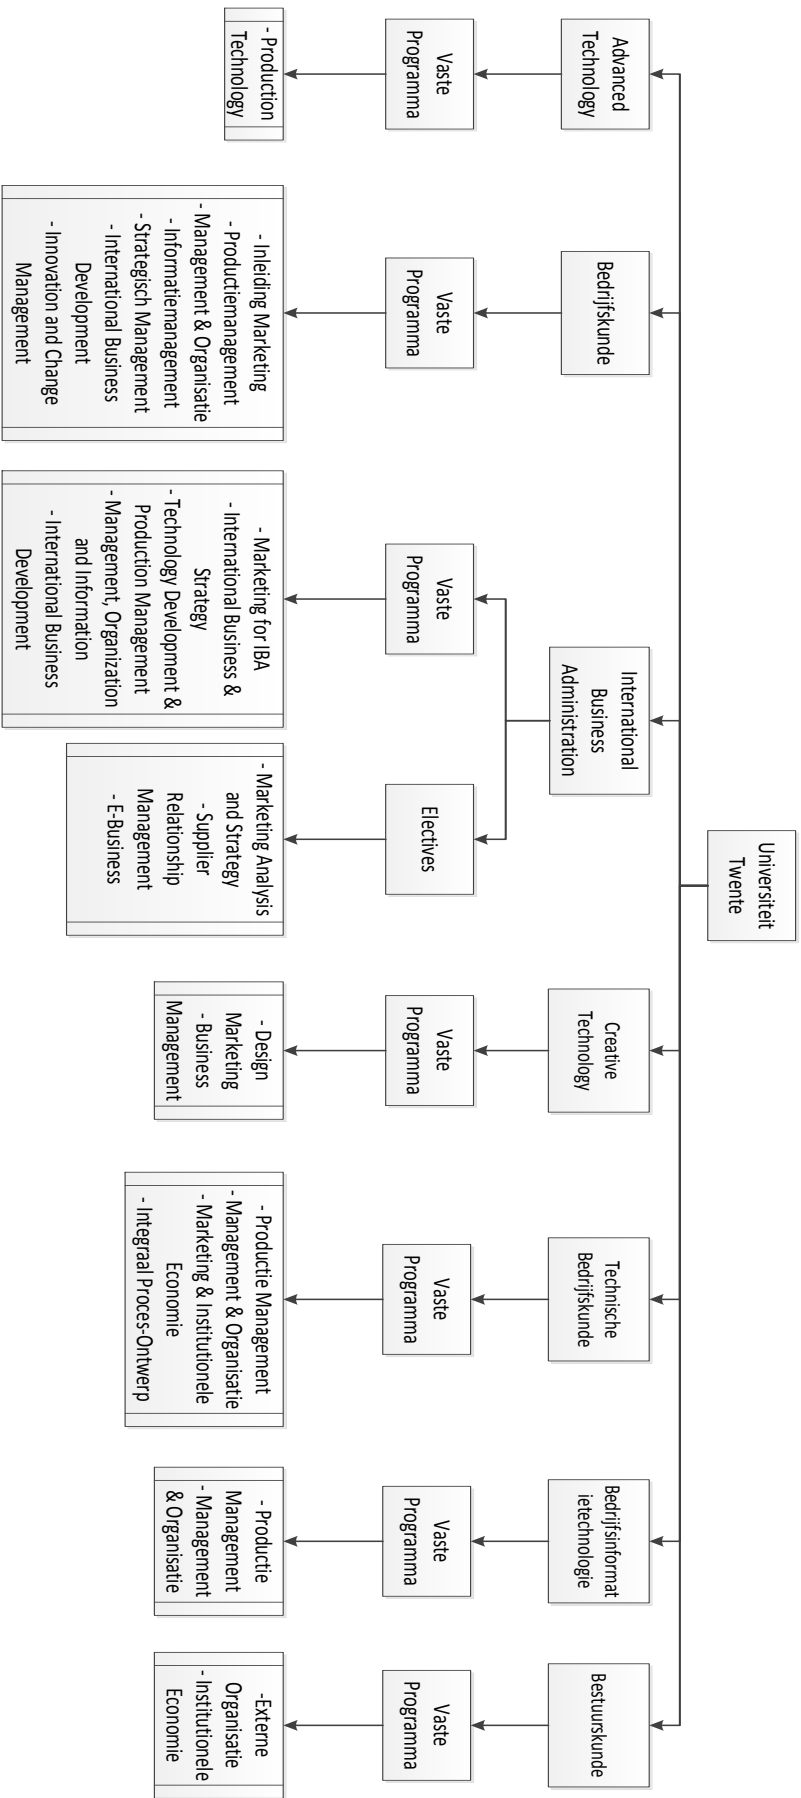 Universiteit
Twente
Advanced
Technology
Bedrijfskunde
International
Business
Administration
Creative
Technology
Technische
Bedrijfskunde
Bedrijfsinformat
ietechnologie
Bestuurskunde
Vaste
Programma
Vaste
Programma
Vaste
Programma
Electives
Vaste
Programma
Vaste
Programma
Vaste
Programma
Vaste
Programma
- Production
Technology
- Inleiding Marketing
- Productiemanagement
- Management & Organisatie
- Informatiemanagement
- Strategisch Management
- International Business
Development
- Innovation and Change
Management
- Marketing for IBA
- International Business &
Strategy
- Technology Development &
Production Management
- Management, Organization
and Information
- International Business
Development
- Marketing Analysis
and Strategy
- Supplier
Relationship
Management
- E-Business
- Design
Marketing
- Business
Management
- Productie Management
- Management & Organisatie
- Marketing & Institutionele
Economie
- Integraal Proces-Ontwerp
- Productie
Management
- Management
& Organisatie
-Externe
Organisatie
- Institutionele
Economie